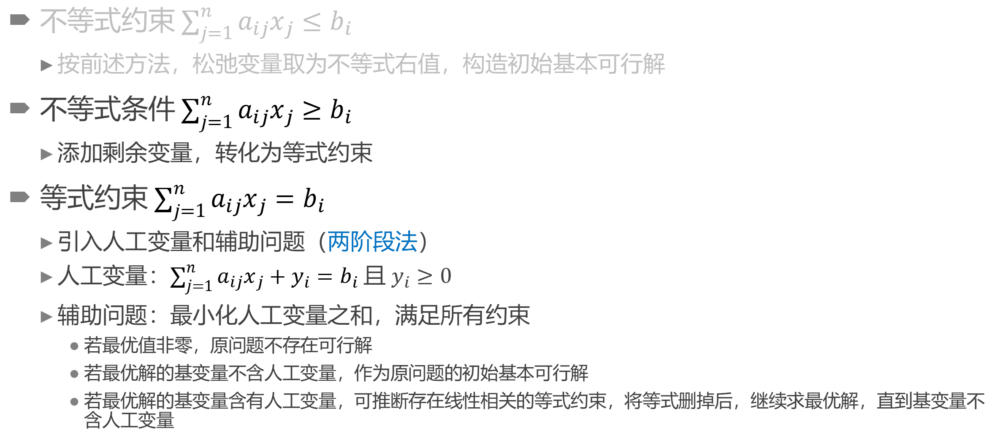 不等式约束 ∑_{j=1}^{n} a_{ij}x_j ≤ b_i
按前述方法，松弛变量取为不等式右值，构造初始基本可行解
不等式条件 ∑_{j=1}^{n} a_{ij}x_j ≥ b_i
添加剩余变量，转化为等式约束
等式约束 ∑_{j=1}^{n} a_{ij}x_j = b_i
引入人工变量和辅助问题（两阶段法）
人工变量：∑_{j=1}^{n} a_{ij}x_j + y_i = b_i 且 y_i ≥ 0
辅助问题：最小化人工变量之和，满足所有约束
若最优值非零，原问题不存在可行解
若最优解的基变量不含人工变量，作为原问题的初始基本可行解
若最优解的基变量含有人工变量，可推断存在线性相关的等式约束，将等式删掉后，继续求最优解，直到基变量不
含人工变量